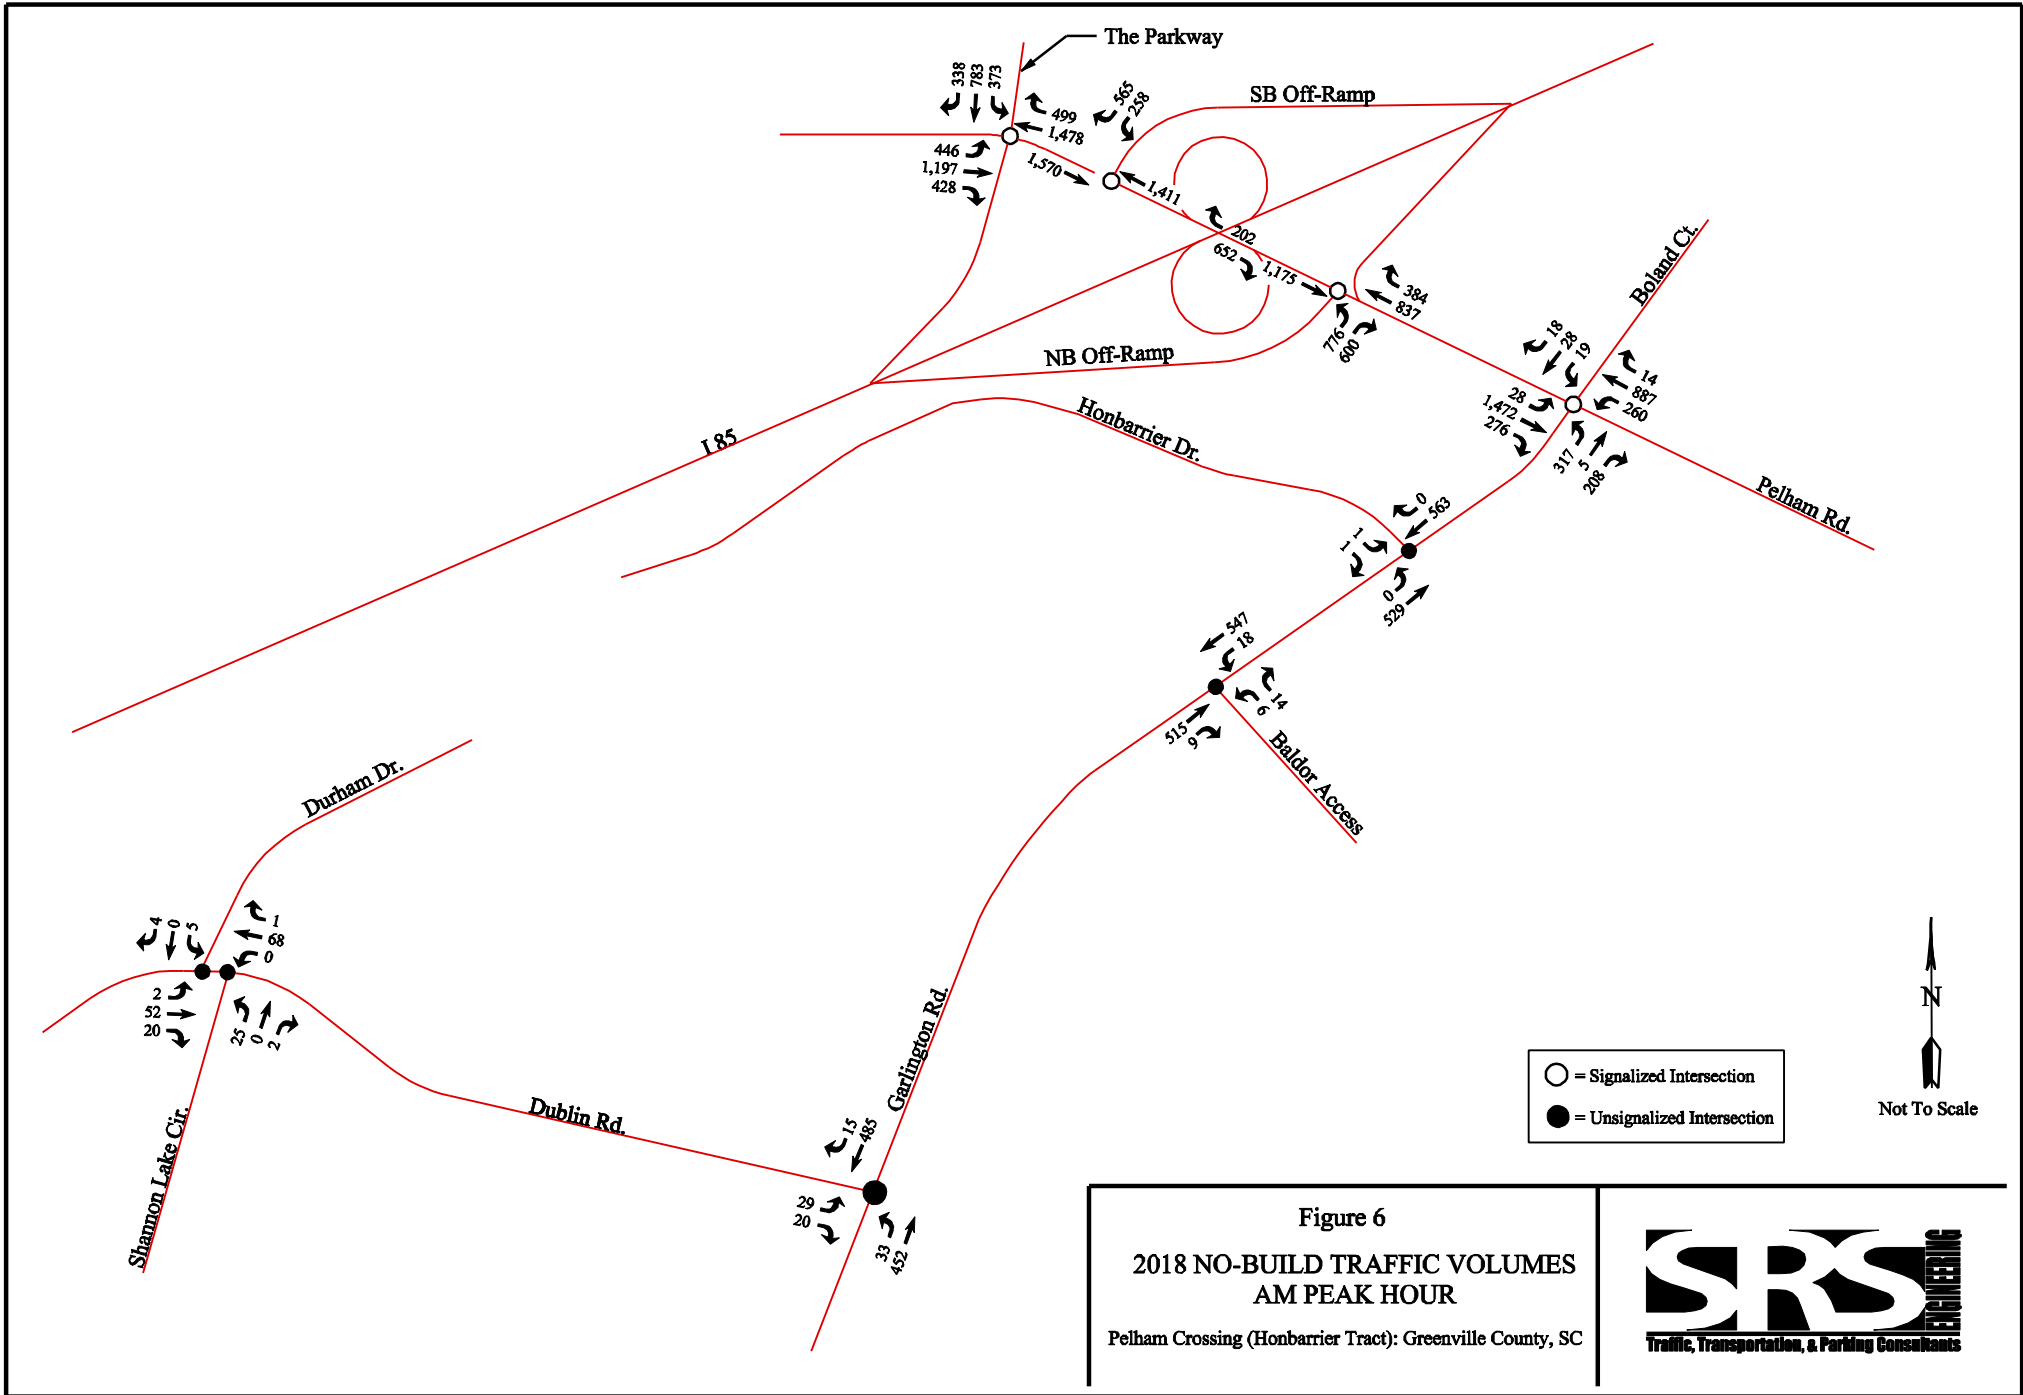 The Parkway
338
783
373
499
1,478
446
1,197
428
1,570
565
258
SB Off-Ramp
1,411
202
652
1,175
384
837
776
600
NB Off-Ramp
I 85
Honbarrier Dr.
Boland Ct.
18
28
19
14
887
260
28
1,472
276
317
5
208
Pelham Rd.
0
563
1
1
0
529
547
18
14
6
515
9
Baldor Access
Durham Dr.
4
0
5
1
68
0
2
52
20
25
0
2
Shannon Lake Cir.
Dublin Rd.
Garlington Rd.
15
485
29
20
33
452
N
Not To Scale
= Signalized Intersection
= Unsignalized Intersection
Figure 6
2018 NO-BUILD TRAFFIC VOLUMES
AM PEAK HOUR
Pelham Crossing (Honbarrier Tract): Greenville County, SC
SRS
ENGINEERING
Traffic, Transportation, & Parking Consultants